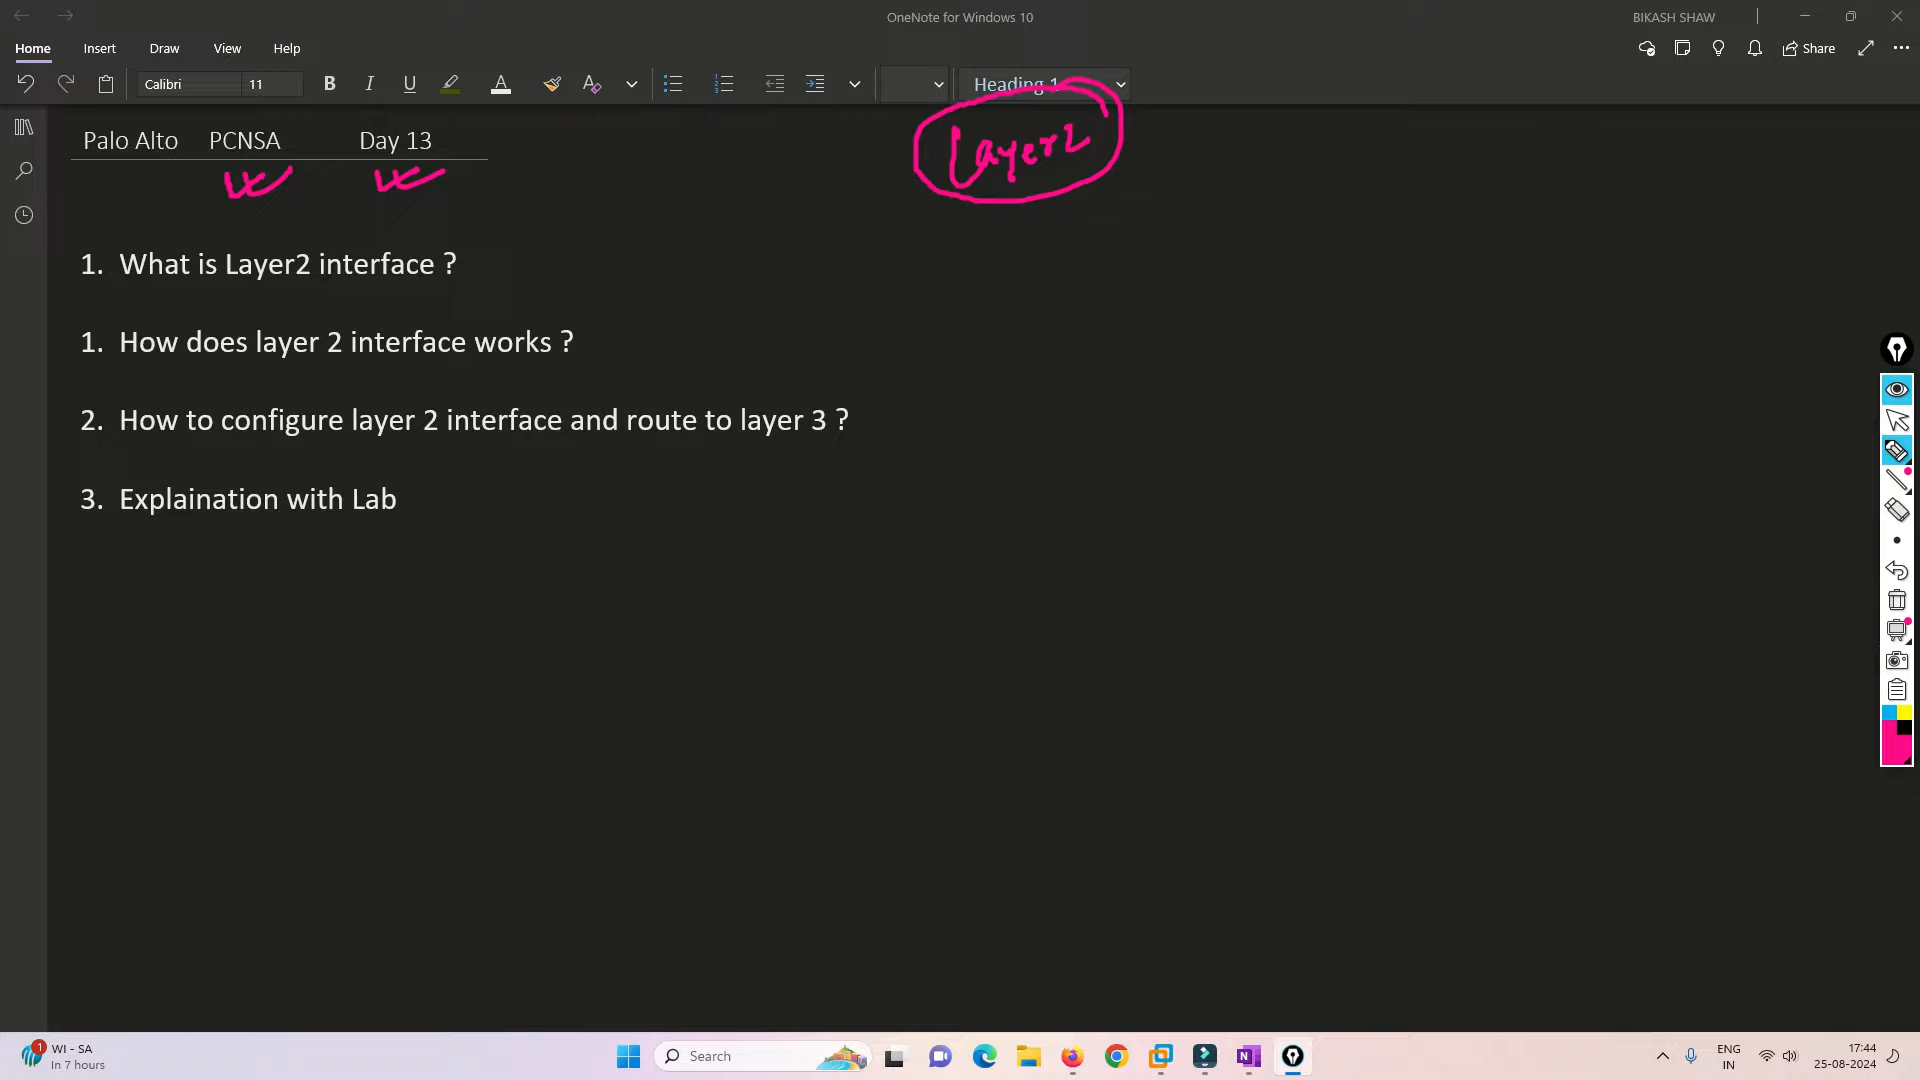 OneNote for Windows 10
BIKASH SHAW
Home Insert Draw View Help
Share
Calibri 11 B I U A A Heading 1
Palo Alto PCNSA Day 13
Layer2
1. What is Layer2 interface ?
1. How does layer 2 interface works ?
2. How to configure layer 2 interface and route to layer 3 ?
3. Explaination with Lab
1 WI - SA
In 7 hours
Search
ENG
IN
17:44
25-08-2024